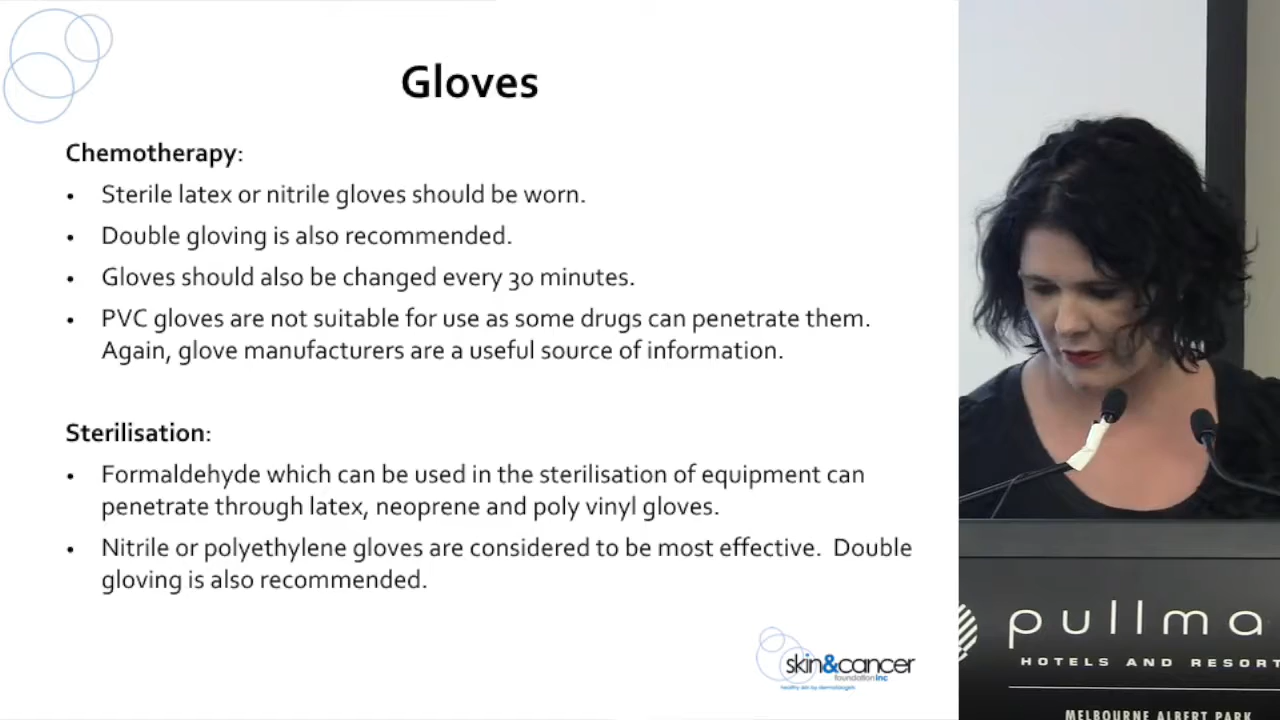 Gloves
Chemotherapy:
• Sterile latex or nitrile gloves should be worn.
• Double gloving is also recommended.
• Gloves should also be changed every 30 minutes.
• PVC gloves are not suitable for use as some drugs can penetrate them.
Again, glove manufacturers are a useful source of information.
Sterilisation:
• Formaldehyde which can be used in the sterilisation of equipment can
penetrate through latex, neoprene and poly vinyl gloves.
• Nitrile or polyethylene gloves are considered to be most effective.  Double
gloving is also recommended.
skin&cancer
foundation inc
healthy skin by dermatologists
pullma
HOTELS AND RESORT
MELBOURNE ALBERT PARK